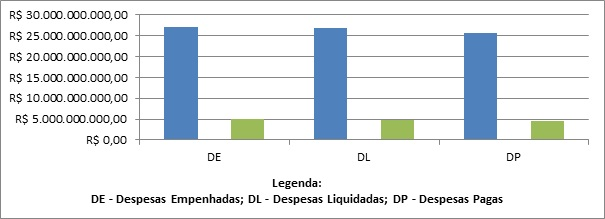 R$ 30.000.000.000,00
R$ 25.000.000.000,00
R$ 20.000.000.000,00
R$ 15.000.000.000,00
R$ 10.000.000.000,00
R$ 5.000.000.000,00
R$ 0,00
DE DL DP
Legenda:
DE - Despesas Empenhadas; DL - Despesas Liquidadas; DP - Despesas Pagas